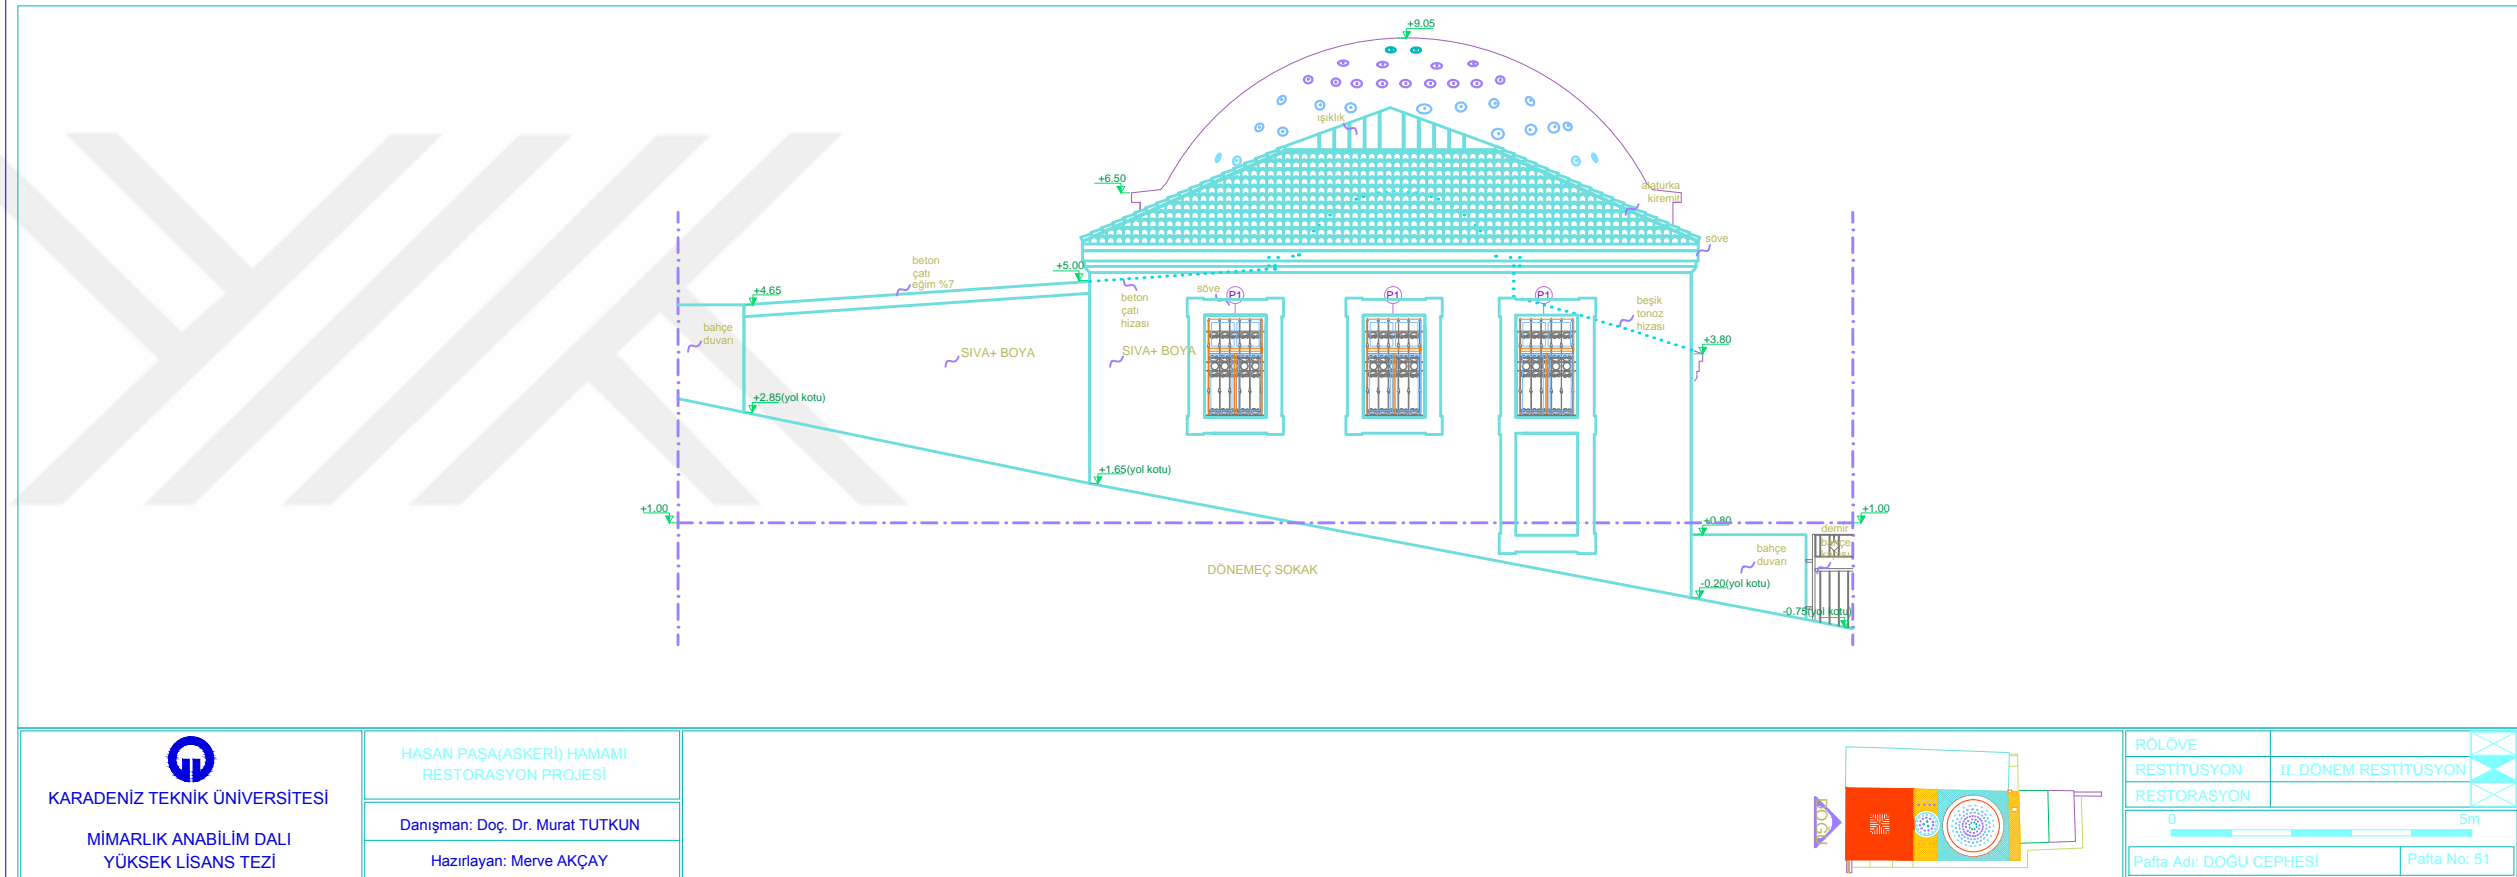 +9.05
ışıklık
+6.50
alaturka
kiremit
söve
+5.00
beton
çatı
eğim %7
+4.65
beton
çatı
hizası
söve
P1
P1
P1
beşik
tonoz
hizası
bahçe
duvarı
SIVA+ BOYA
SIVA+ BOYA
+3.80
+2.85(yol kotu)
+1.65(yol kotu)
+1.00
+0.80
+1.00
demir
bahçe
kapısı
bahçe
duvarı
DÖNEMEÇ SOKAK
-0.20(yol kotu)
-0.75(yol kotu)
KARADENİZ TEKNİK ÜNİVERSİTESİ
MİMARLIK ANABİLİM DALI
YÜKSEK LİSANS TEZİ
HASAN PAŞA(ASKERİ) HAMAMI
RESTORASYON PROJESİ
Danışman: Doç. Dr. Murat TUTKUN
Hazırlayan: Merve AKÇAY
DOĞU
RÖLÖVE
RESTİTÜSYON II. DÖNEM RESTİTÜSYON
RESTORASYON
0 5m
Pafta Adı: DOĞU CEPHESİ Pafta No: 51